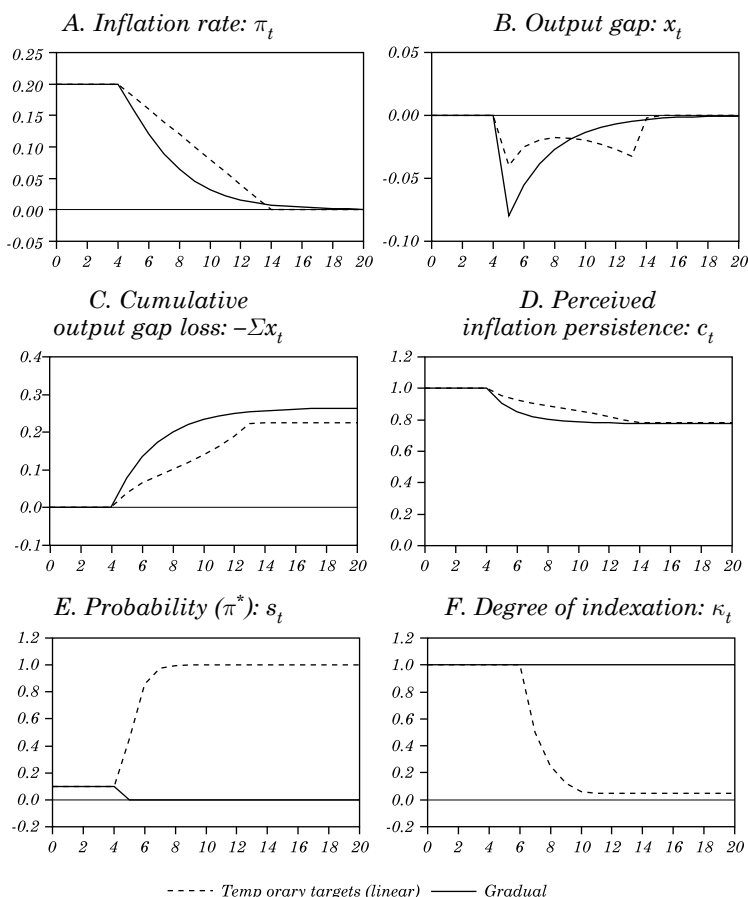 A. Inflation rate: πt
0.25
0.20
0.15
0.10
0.05
0.00
-0.05
0 2 4 6 8 10 12 14 16 18 20
B. Output gap: xt
0.05
0.00
-0.05
-0.10
0 2 4 6 8 10 12 14 16 18 20
C. Cumulative
output gap loss: –Σxt
0.4
0.3
0.2
0.1
0.0
-0.1
0 2 4 6 8 10 12 14 16 18 20
D. Perceived
inflation persistence: ct
1.2
1.0
0.8
0.6
0.4
0.2
0.0
0 2 4 6 8 10 12 14 16 18 20
E. Probability (π*): st
1.2
1.0
0.8
0.6
0.4
0.2
0.0
-0.2
0 2 4 6 8 10 12 14 16 18 20
F. Degree of indexation: κt
1.2
1.0
0.8
0.6
0.4
0.2
0.0
-0.2
0 2 4 6 8 10 12 14 16 18 20
Temp orary targets (linear) Gradual